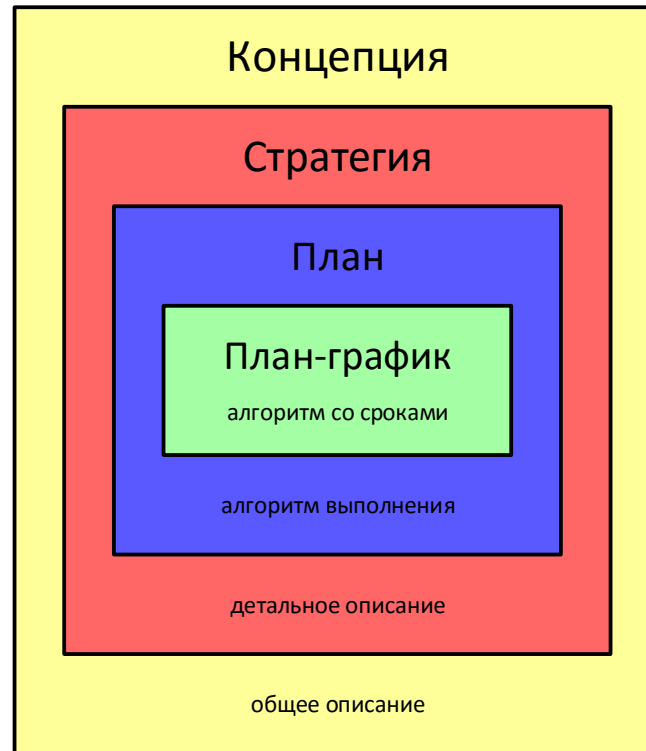 Концепция
Стратегия
План
План-график
алгоритм со сроками
алгоритм выполнения
детальное описание
общее описание